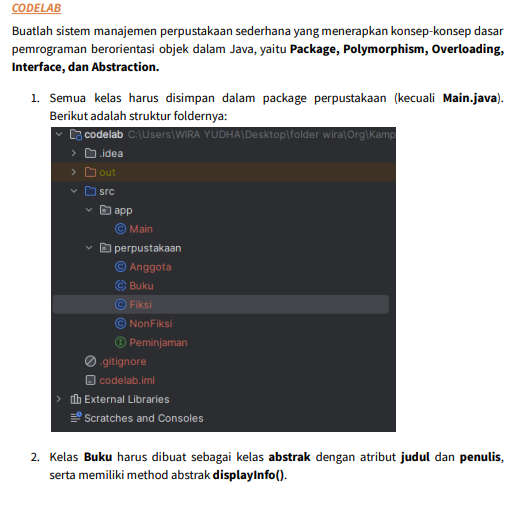 CODELAB
Buatlah sistem manajemen perpustakaan sederhana yang menerapkan konsep-konsep dasar
pemrograman berorientasi objek dalam Java, yaitu Package, Polymorphism, Overloading,
Interface, dan Abstraction.
1. Semua kelas harus disimpan dalam package perpustakaan (kecuali Main.java).
Berikut adalah struktur foldernya:
codelab C:\Users\WIRA YUDHA\Desktop\folder wira\Org\Kamp
.idea
out
src
app
Main
perpustakaan
Anggota
Buku
Fiksi
NonFiksi
Peminjaman
.gitignore
codelab.iml
External Libraries
Scratches and Consoles
2. Kelas Buku harus dibuat sebagai kelas abstrak dengan atribut judul dan penulis,
serta memiliki method abstrak displayInfo().